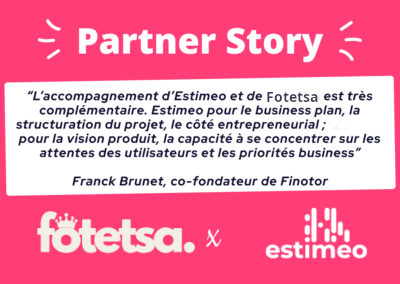 Partner Story
“L’accompagnement d’Estimeo et de Fotetsa est très
complémentaire. Estimeo pour le business plan, la
structuration du projet, le côté entrepreneurial ;
pour la vision produit, la capacité à se concentrer sur les
attentes des utilisateurs et les priorités business”
Franck Brunet, co-fondateur de Finotor
fotetsa. x estimeo